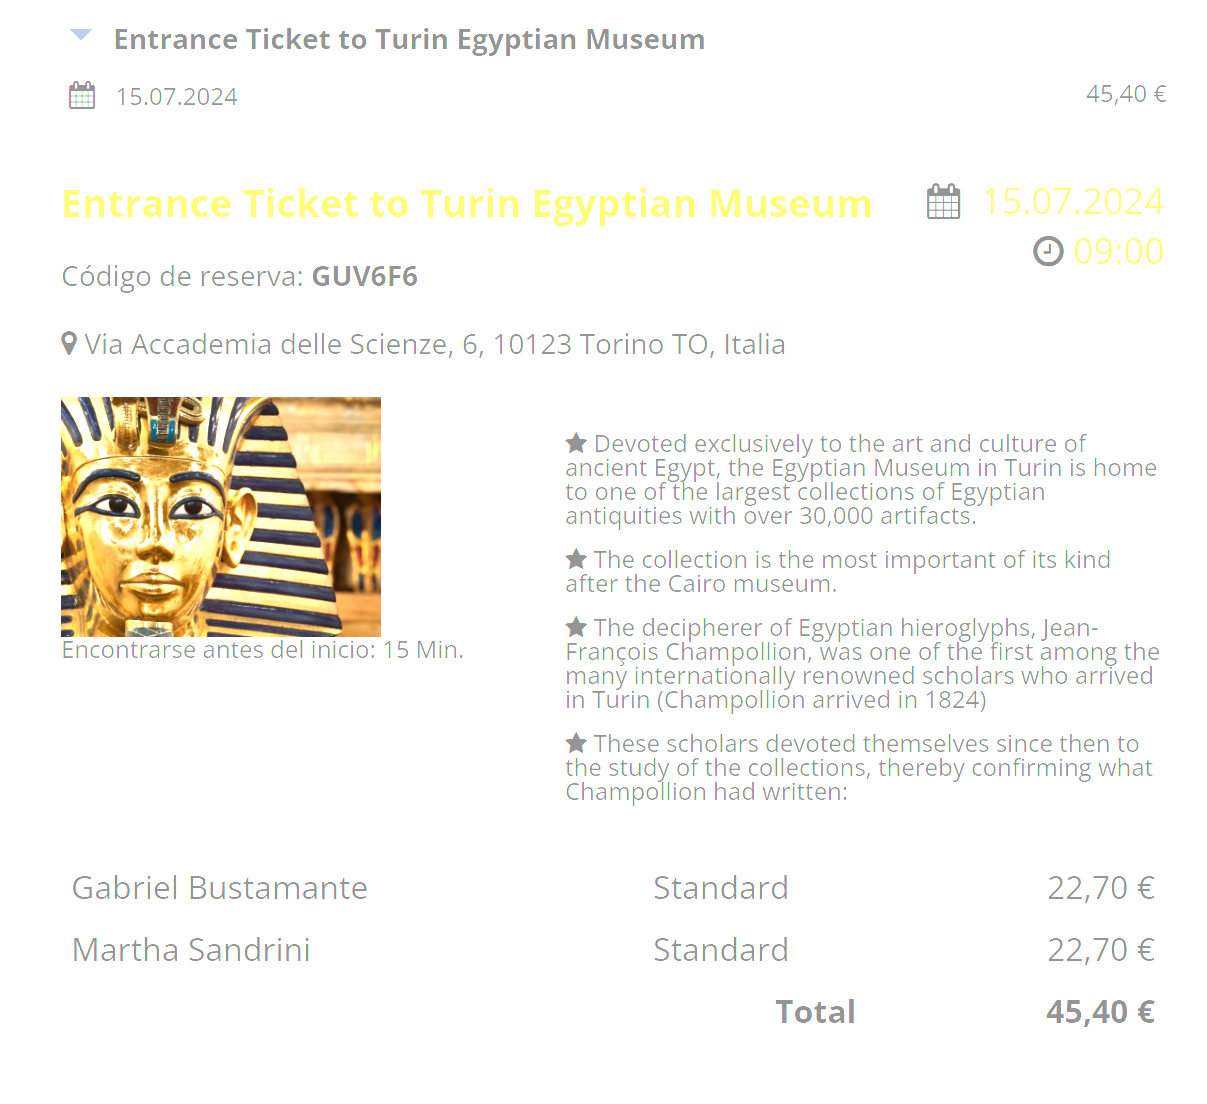 Entrance Ticket to Turin Egyptian Museum
15.07.2024
45,40 €
Entrance Ticket to Turin Egyptian Museum
15.07.2024
09:00
Código de reserva: GUV6F6
Via Accademia delle Scienze, 6, 10123 Torino TO, Italia
Encontrarse antes del inicio: 15 Min.
★ Devoted exclusively to the art and culture of
ancient Egypt, the Egyptian Museum in Turin is home
to one of the largest collections of Egyptian
antiquities with over 30,000 artifacts.
★ The collection is the most important of its kind
after the Cairo museum.
★ The decipherer of Egyptian hieroglyphs, Jean-
François Champollion, was one of the first among the
many internationally renowned scholars who arrived
in Turin (Champollion arrived in 1824)
★ These scholars devoted themselves since then to
the study of the collections, thereby confirming what
Champollion had written:
Gabriel Bustamante Standard 22,70 €
Martha Sandrini Standard 22,70 €
Total 45,40 €